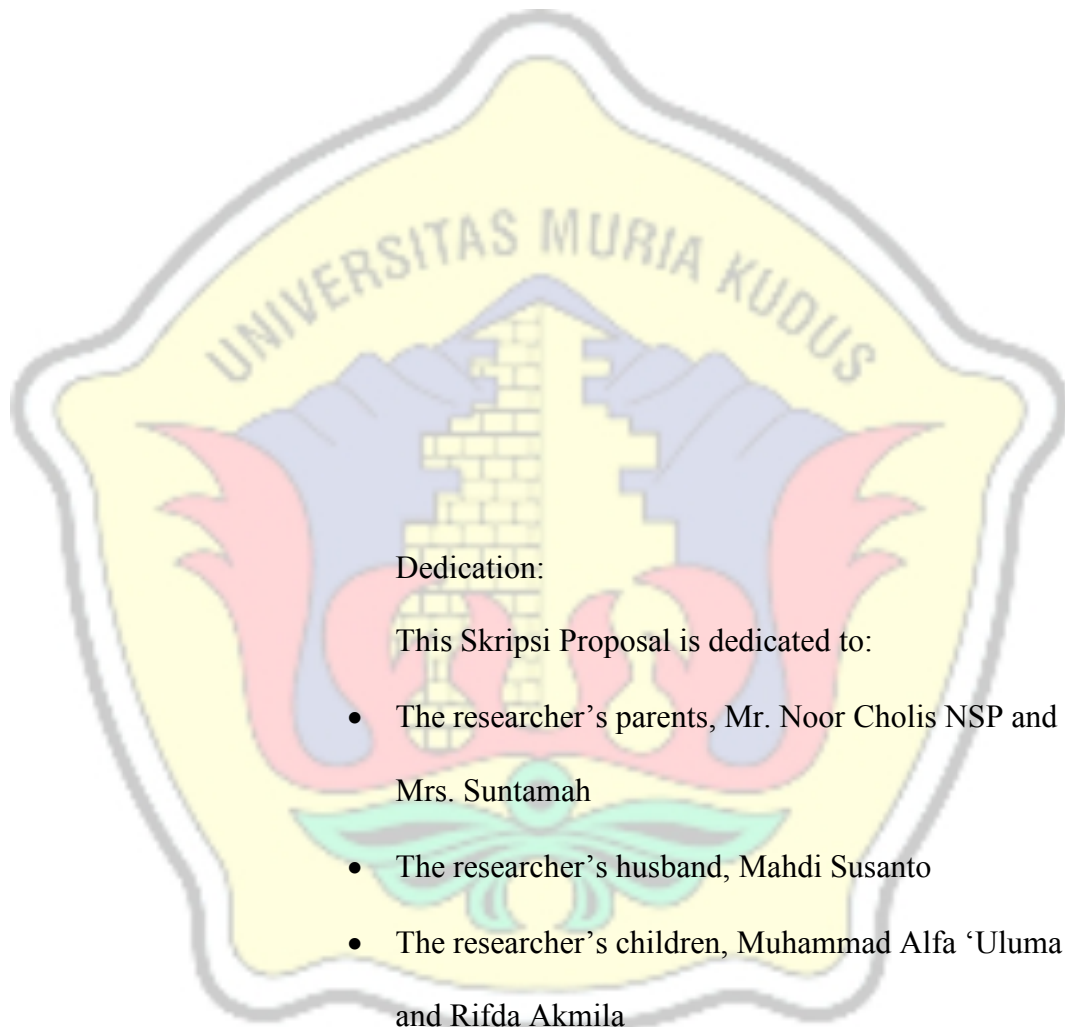 UNIVERSITAS MURIA KUDUS
Dedication:
This Skripsi Proposal is dedicated to:
• The researcher’s parents, Mr. Noor Cholis NSP and
Mrs. Suntamah
• The researcher’s husband, Mahdi Susanto
• The researcher’s children, Muhammad Alfa ‘Uluma
and Rifda Akmila